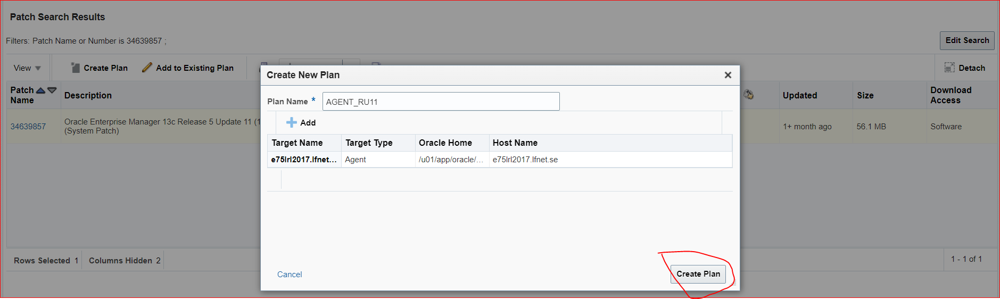 Patch Search Results
Filters: Patch Name or Number is 34639857 ;
Edit Search
View Create Plan Add to Existing Plan Detach
Patch Name Description Updated Size Download Access
34639857 Oracle Enterprise Manager 13c Release 5 Update 11 (1
(System Patch) 1+ month ago 56.1 MB Software
Create New Plan
Plan Name * AGENT_RU11
Add
Target Name Target Type Oracle Home Host Name
e75lrl2017.lfnet... Agent /u01/app/oracle/... e75lrl2017.lfnet.se
Cancel Create Plan
Rows Selected 1 Columns Hidden 2 1 - 1 of 1